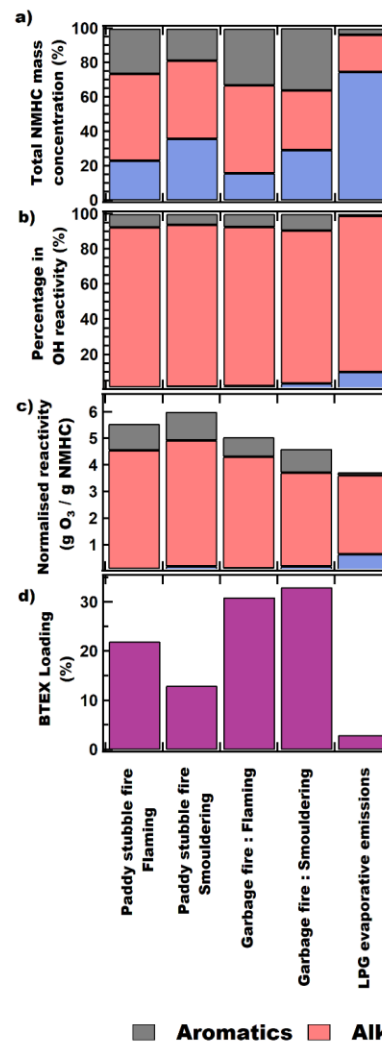 a)
Total NMHC mass
concentration (%)
100
80
60
40
20
0
b)
Percentage in
OH reactivity (%)
100
80
60
40
20
c)
Normalised reactivity
(g O₃ / g NMHC)
6
5
4
3
2
1
d)
BTEX Loading
(%)
30
20
10
0
Paddy stubble fire
Flaming
Paddy stubble fire
Smouldering
Garbage fire : Flaming
Garbage fire : Smouldering
LPG evaporative emissions
Aromatics